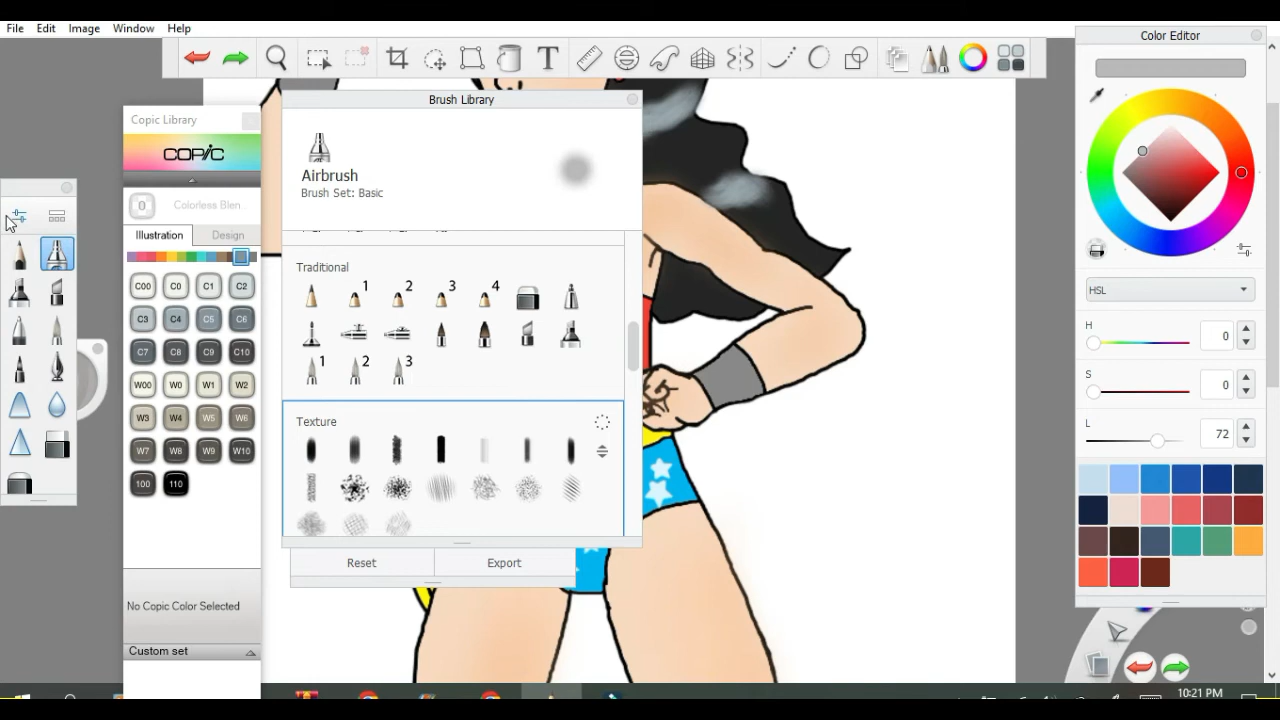 File Edit Image Window Help
Color Editor
Brush Library
Copic Library
COPIC
Airbrush
Brush Set: Basic
0 Colorless Blen...
Illustration Design
Traditional
1 2 3 4
1 2 3
Texture
C00 C0 C1 C2
C3 C4 C5 C6
C7 C8 C9 C10
W00 W0 W1 W2
W3 W4 W5 W6
W7 W8 W9 W10
100 110
HSL
H 0
S 0
L 72
Reset Export
No Copic Color Selected
Custom set
10:21 PM